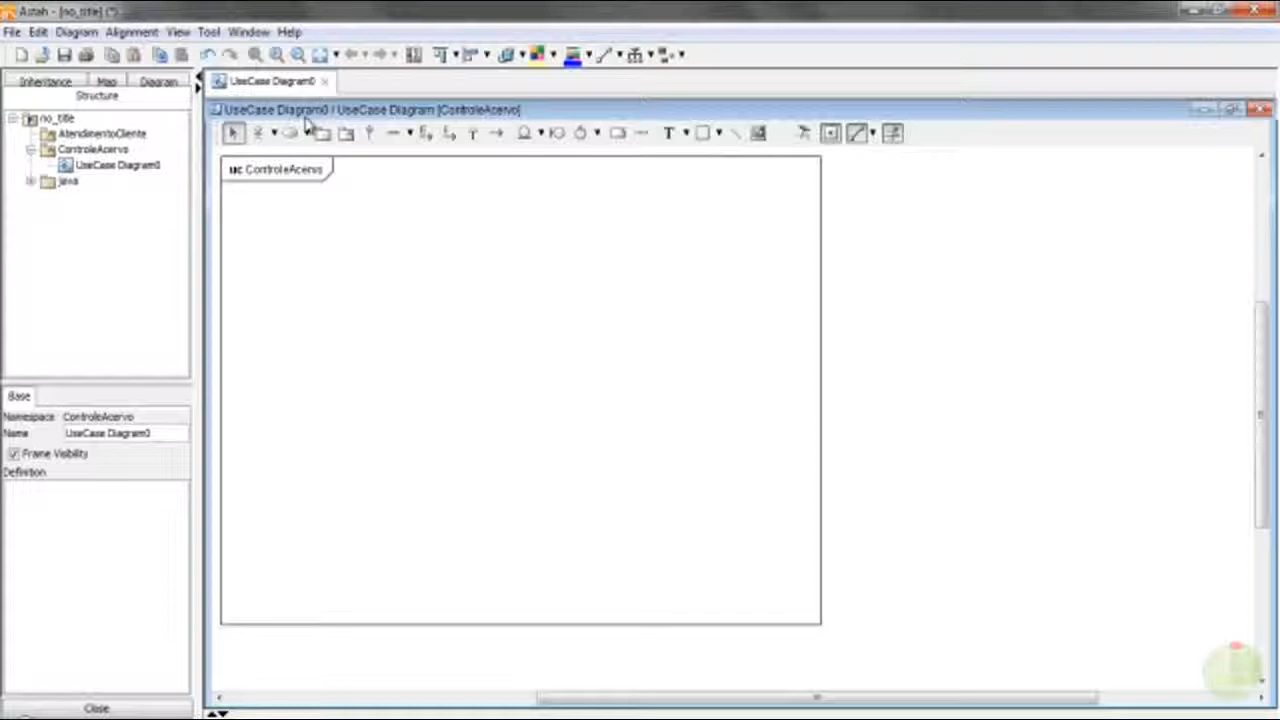 Astah - [no_title] (*)
File Edit Diagram Alignment View Tool Window Help
Inheritance Map Diagram
Structure
UseCase Diagram0
UseCase Diagram0 / UseCase Diagram [ControleAcervo]
no_title
AtendimentoCliente
ControleAcervo
UseCase Diagram0
java
uc ControleAcervo
T
Base
Namespace ControleAcervo
Name UseCase Diagram0
Frame Visibility
Definition
Close